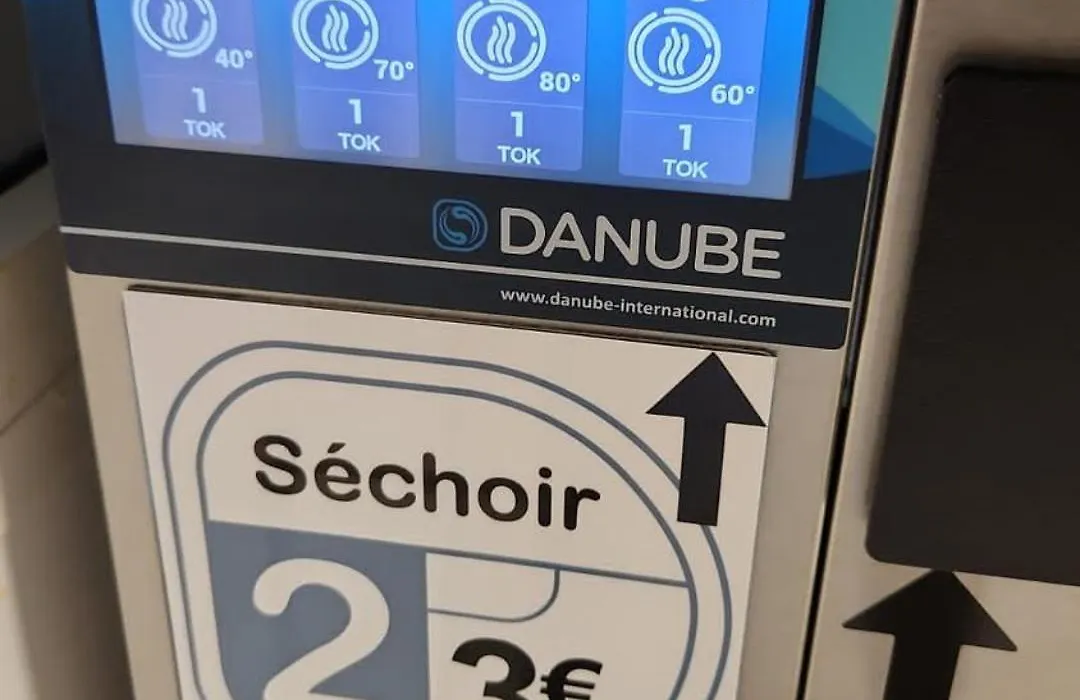 40° 70° 80° 60°
1 1 1 1
TOK TOK TOK TOK
DANUBE
www.danube-international.com
Séchoir
2
3€